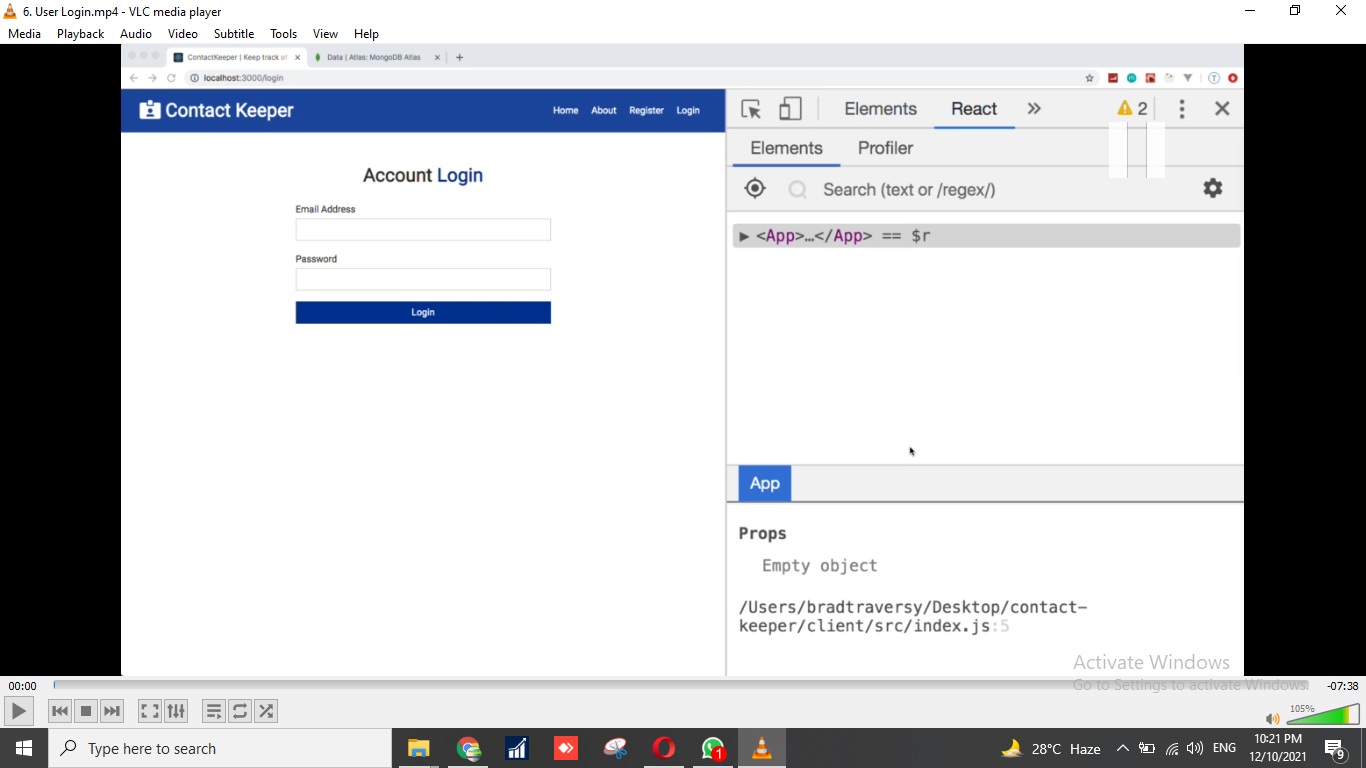 6. User Login.mp4 - VLC media player
Media Playback Audio Video Subtitle Tools View Help
ContactKeeper | Keep track of
Data | Atlas: MongoDB Atlas
localhost:3000/login
Contact Keeper
Home About Register Login
Account Login
Email Address
Password
Login
Elements React » 2
Elements Profiler
Search (text or /regex/)
▶ <App>…</App> == $r
App
Props
Empty object
/Users/bradtraversy/Desktop/contact-
keeper/client/src/index.js:5
Activate Windows
Go to Settings to activate Windows.
00:00
-07:38
105%
Type here to search
1
28°C Haze
ENG
10:21 PM
12/10/2021
9